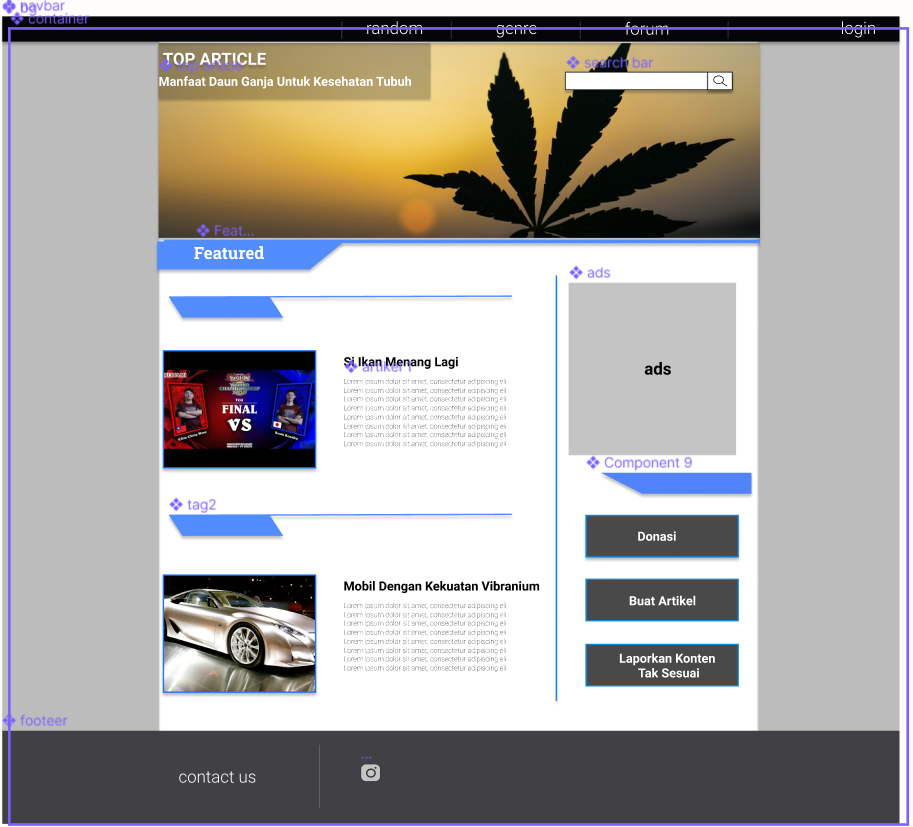 navbar
bg
container
random
genre
forum
login
TOP ARTICLE
Manfaat Daun Ganja Untuk Kesehatan Tubuh
search bar
Feat...
Featured
ads
ads
Si Ikan Menang Lagi
artikel 1
Lorem ipsum dolor sit amet, consectetur adipiscing eli
Lorem ipsum dolor sit amet, consectetur adipiscing eli
Lorem ipsum dolor sit amet, consectetur adipiscing eli
Lorem ipsum dolor sit amet, consectetur adipiscing eli
Lorem ipsum dolor sit amet, consectetur adipiscing eli
Lorem ipsum dolor sit amet, consectetur adipiscing eli
Lorem ipsum dolor sit amet, consectetur adipiscing eli
Lorem ipsum dolor sit amet, consectetur adipiscing eli
KONAMI
TCG
FINAL
VS
Component 9
tag2
Donasi
Mobil Dengan Kekuatan Vibranium
Lorem ipsum dolor sit amet, consectetur adipiscing eli
Lorem ipsum dolor sit amet, consectetur adipiscing eli
Lorem ipsum dolor sit amet, consectetur adipiscing eli
Lorem ipsum dolor sit amet, consectetur adipiscing eli
Lorem ipsum dolor sit amet, consectetur adipiscing eli
Lorem ipsum dolor sit amet, consectetur adipiscing eli
Lorem ipsum dolor sit amet, consectetur adipiscing eli
Lorem ipsum dolor sit amet, consectetur adipiscing eli
Buat Artikel
Laporkan Konten
Tak Sesuai
footeer
contact us
...